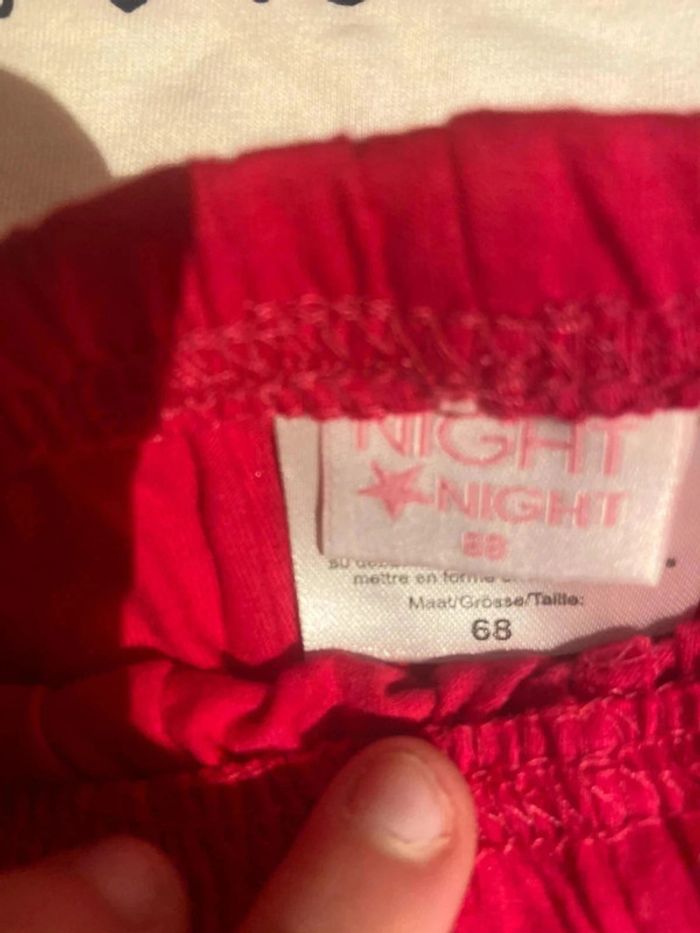 NIGHT
NIGHT
68
mettre en forme
Maat/Grösse/Taille:
68